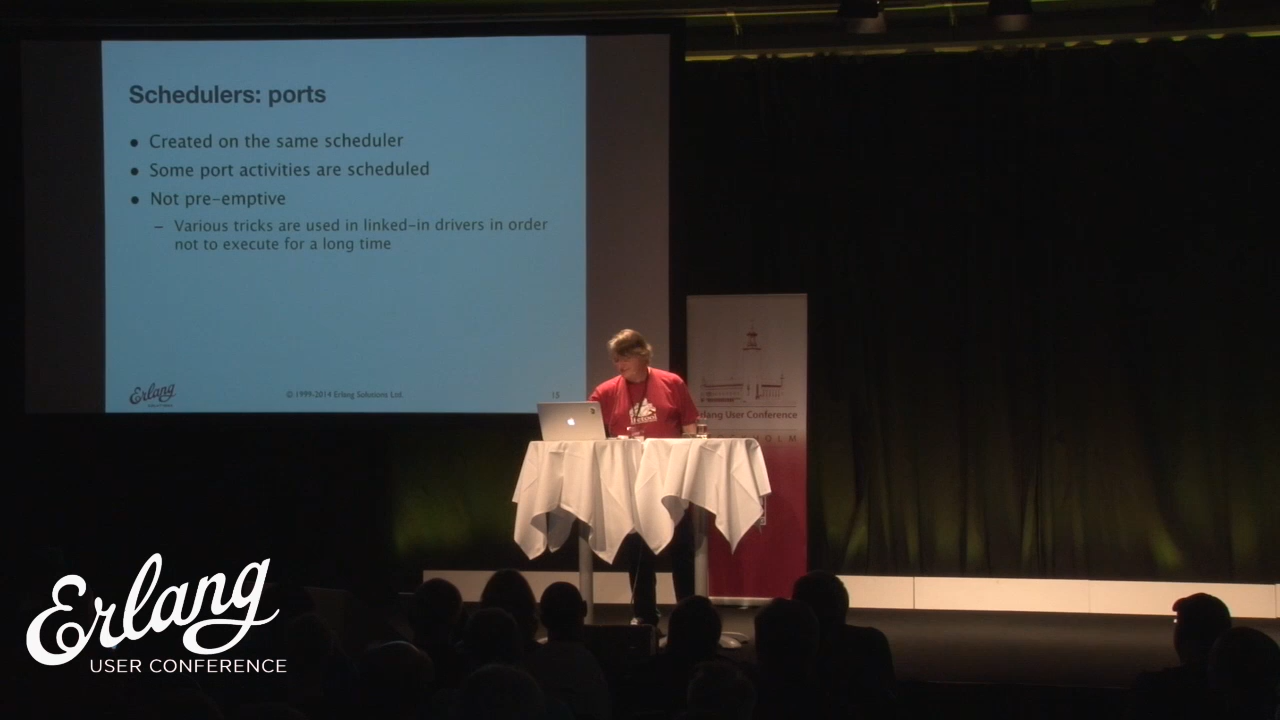 Schedulers: ports
• Created on the same scheduler
• Some port activities are scheduled
• Not pre-emptive
– Various tricks are used in linked-in drivers in order
not to execute for a long time
Erlang
© 1999-2014 Erlang Solutions Ltd.
15
rlang User Conference
OLM
Erlang
USER CONFERENCE